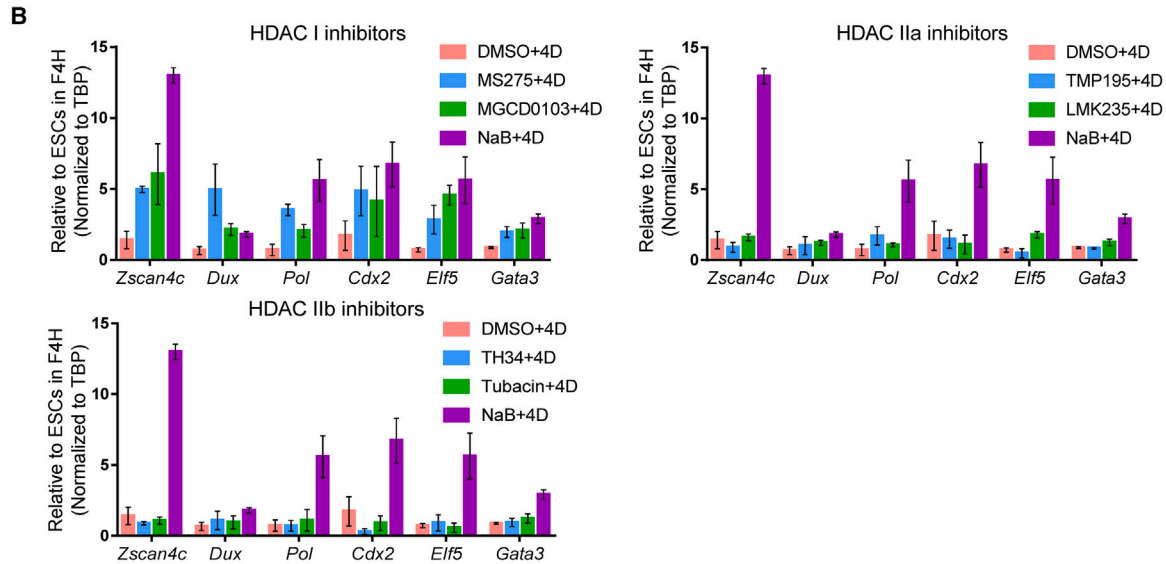 B
HDAC I inhibitors
Relative to ESCs in F4H
(Normalized to TBP)
15
10
5
0
DMSO+4D
MS275+4D
MGCD0103+4D
NaB+4D
Zscan4c Dux Pol Cdx2 Elf5 Gata3
HDAC IIa inhibitors
Relative to ESCs in F4H
(Normalized to TBP)
15
10
5
0
DMSO+4D
TMP195+4D
LMK235+4D
NaB+4D
Zscan4c Dux Pol Cdx2 Elf5 Gata3
HDAC IIb inhibitors
Relative to ESCs in F4H
(Normalized to TBP)
15
10
5
0
DMSO+4D
TH34+4D
Tubacin+4D
NaB+4D
Zscan4c Dux Pol Cdx2 Elf5 Gata3